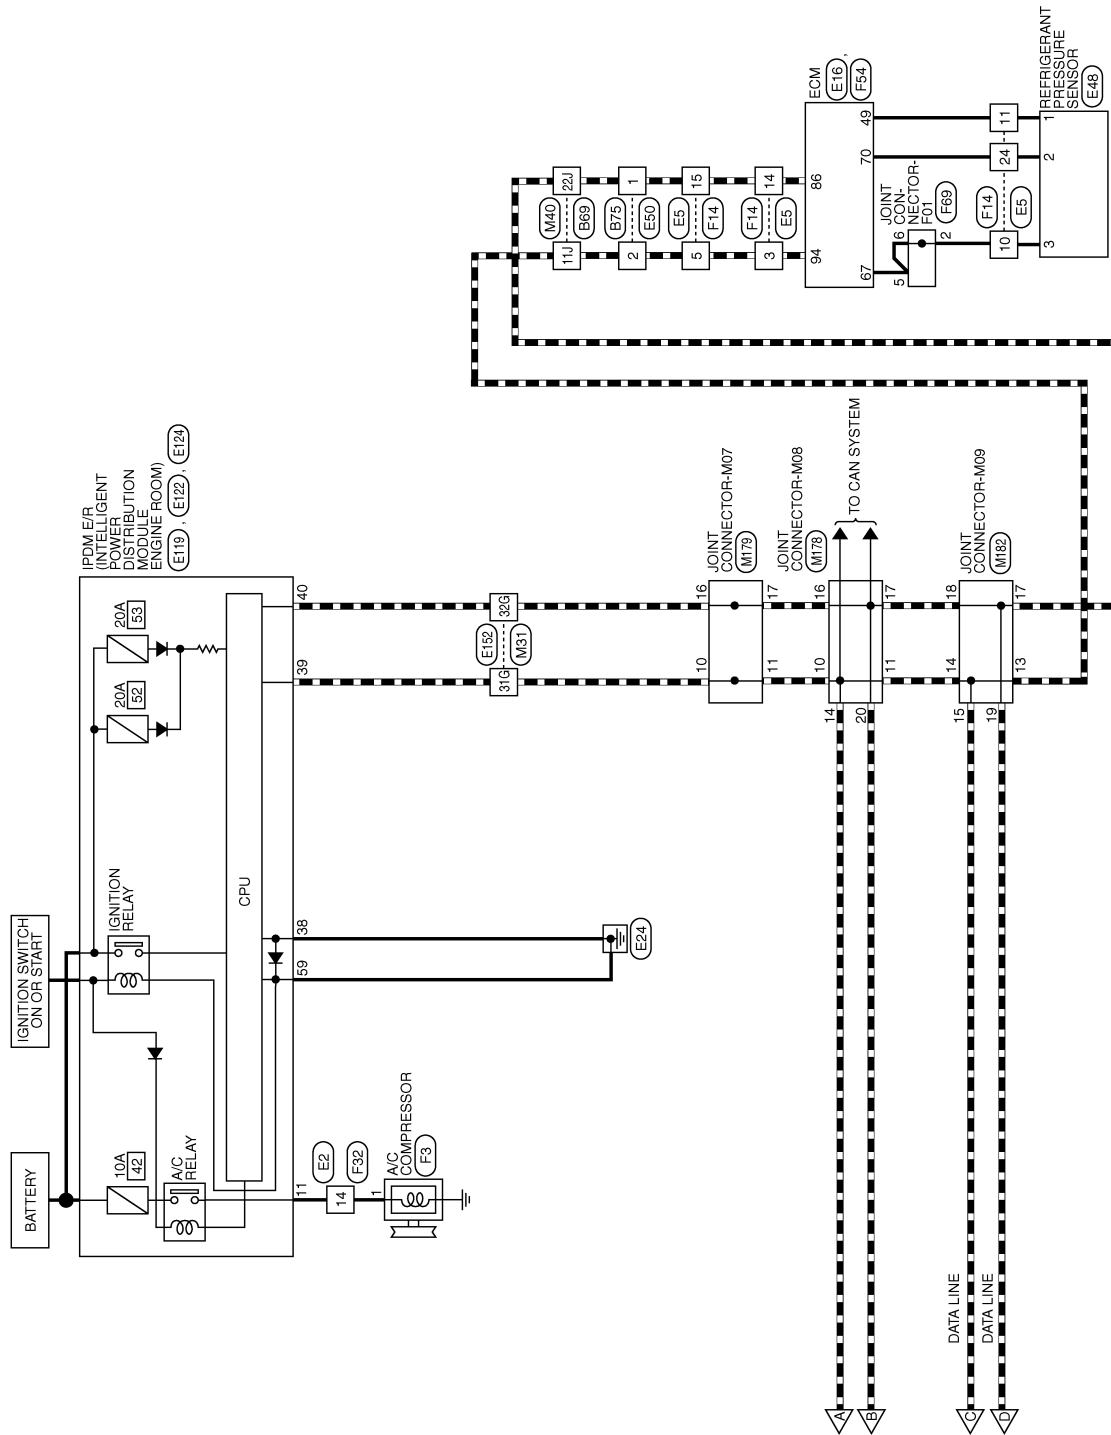 BATTERY
IGNITION SWITCH
ON OR START
IPDM E/R
(INTELLIGENT
POWER
DISTRIBUTION
MODULE
ENGINE ROOM)
E119 , E122 , E124
10A
42
A/C
RELAY
IGNITION
RELAY
20A
52
20A
53
CPU
11
59
38
39
40
E2
14
F32
1
A/C
COMPRESSOR
F3
E24
31G
E152
M31
32G
JOINT
CONNECTOR-M07
M179
10
16
11
17
JOINT
CONNECTOR-M08
M178
10
16
14
20
11
17
TO CAN SYSTEM
JOINT
CONNECTOR-M09
M182
14
18
15
19
13
17
DATA LINE
DATA LINE
A
B
C
D
11J
M40
B69
22J
2
B75
E50
1
5
E5
F14
15
3
F14
E5
14
94
86
ECM
E16 ,
F54
67
70
49
JOINT
CON-
NECTOR-
F01
F69
5
6
2
10
F14
E5
24
11
3
2
1
REFRIGERANT
PRESSURE
SENSOR
E48